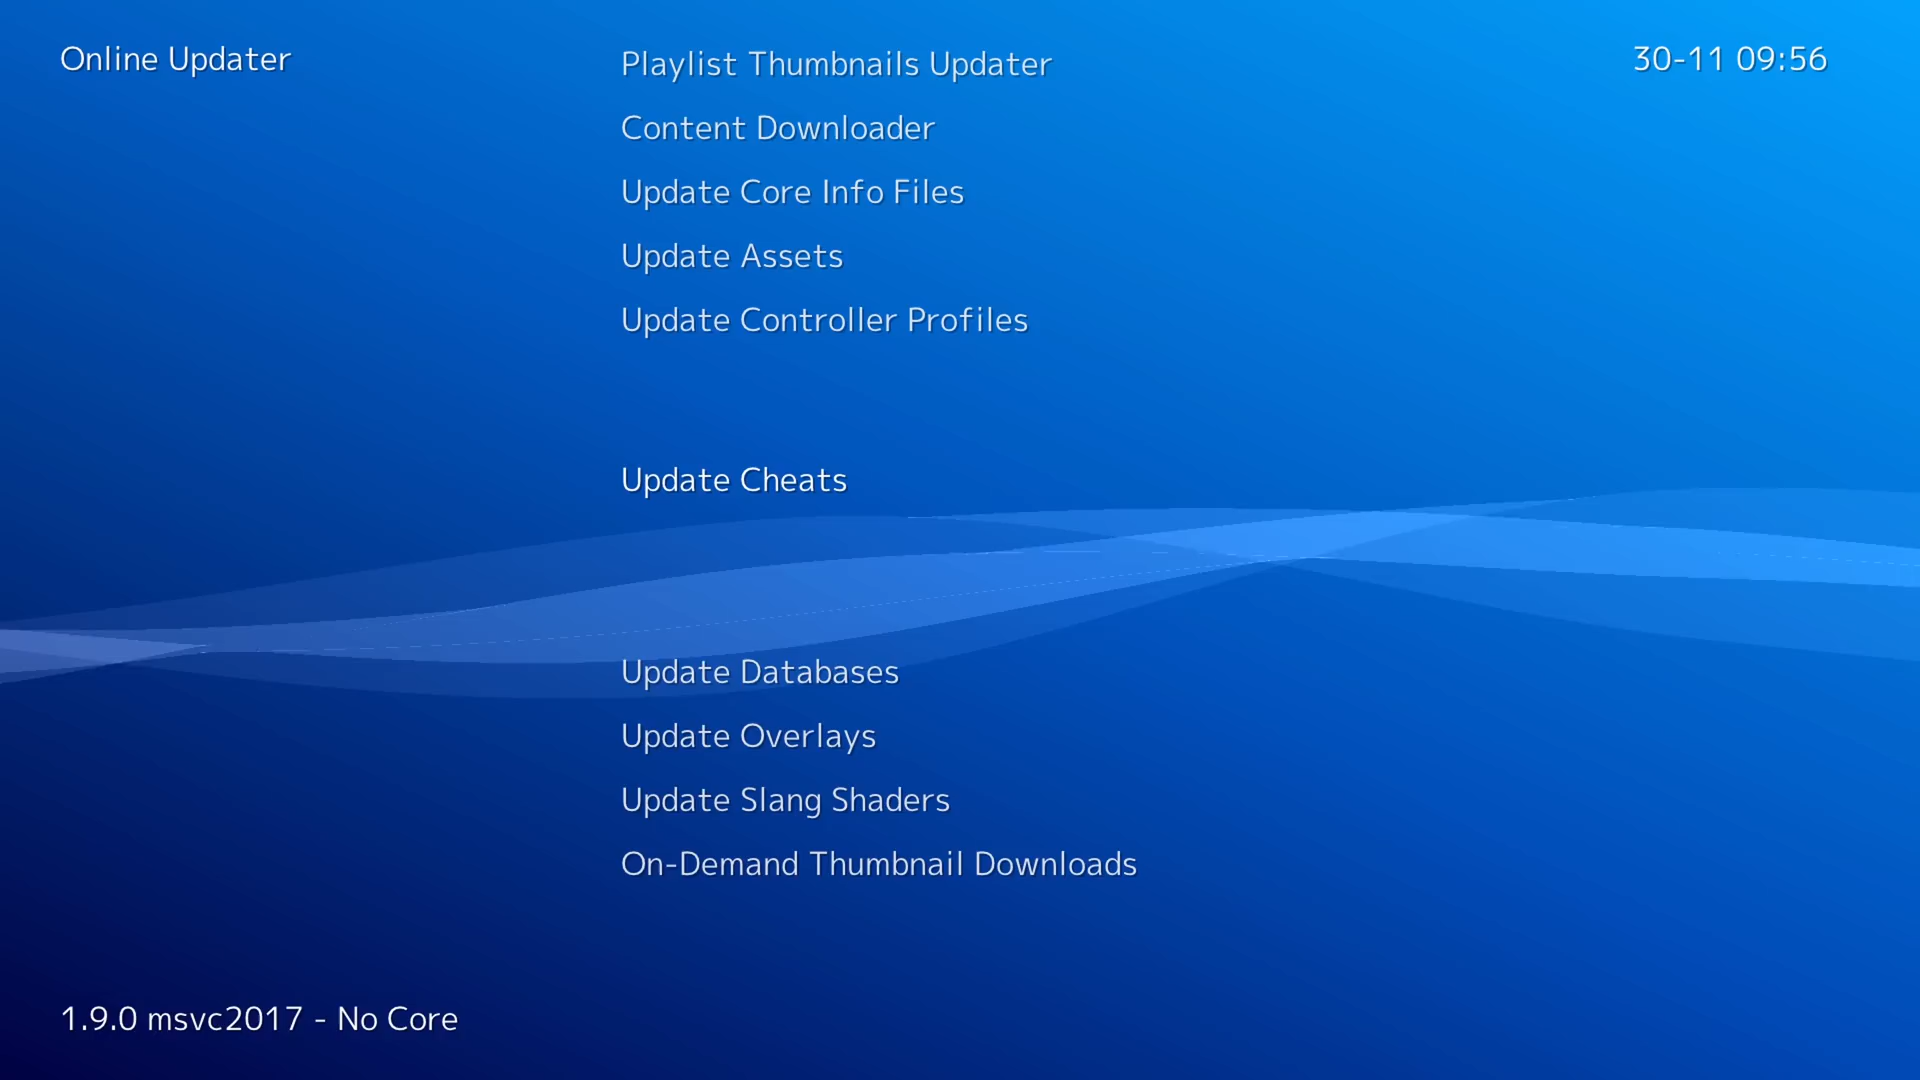 Online Updater
30-11 09:56
Playlist Thumbnails Updater
Content Downloader
Update Core Info Files
Update Assets
Update Controller Profiles
Update Cheats
Update Databases
Update Overlays
Update Slang Shaders
On-Demand Thumbnail Downloads
1.9.0 msvc2017 - No Core